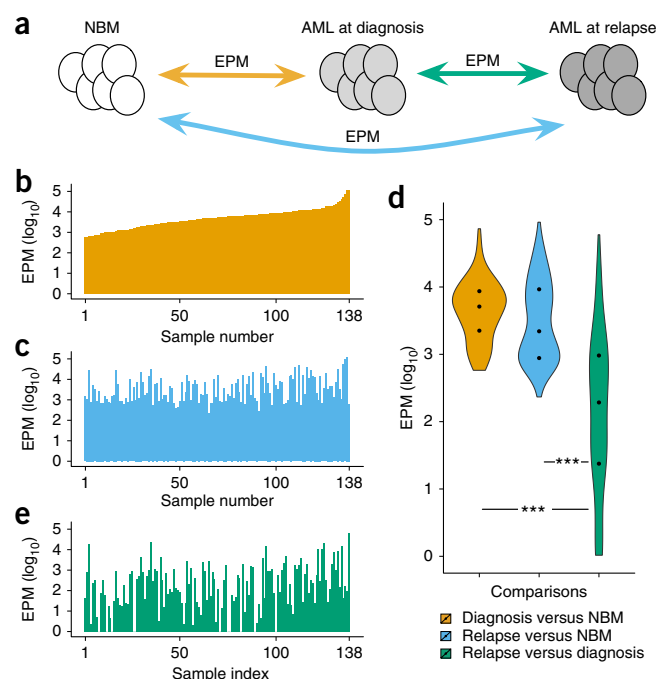 a
NBM
AML at diagnosis
AML at relapse
EPM
EPM
EPM
b
EPM (log10)
5
4
3
2
1
0
1
50
100
138
Sample number
c
EPM (log10)
5
4
3
2
1
0
1
50
100
138
Sample number
e
EPM (log10)
5
4
3
2
1
0
1
50
100
138
Sample index
d
EPM (log10)
5
4
3
2
1
0
***
***
Comparisons
Diagnosis versus NBM
Relapse versus NBM
Relapse versus diagnosis